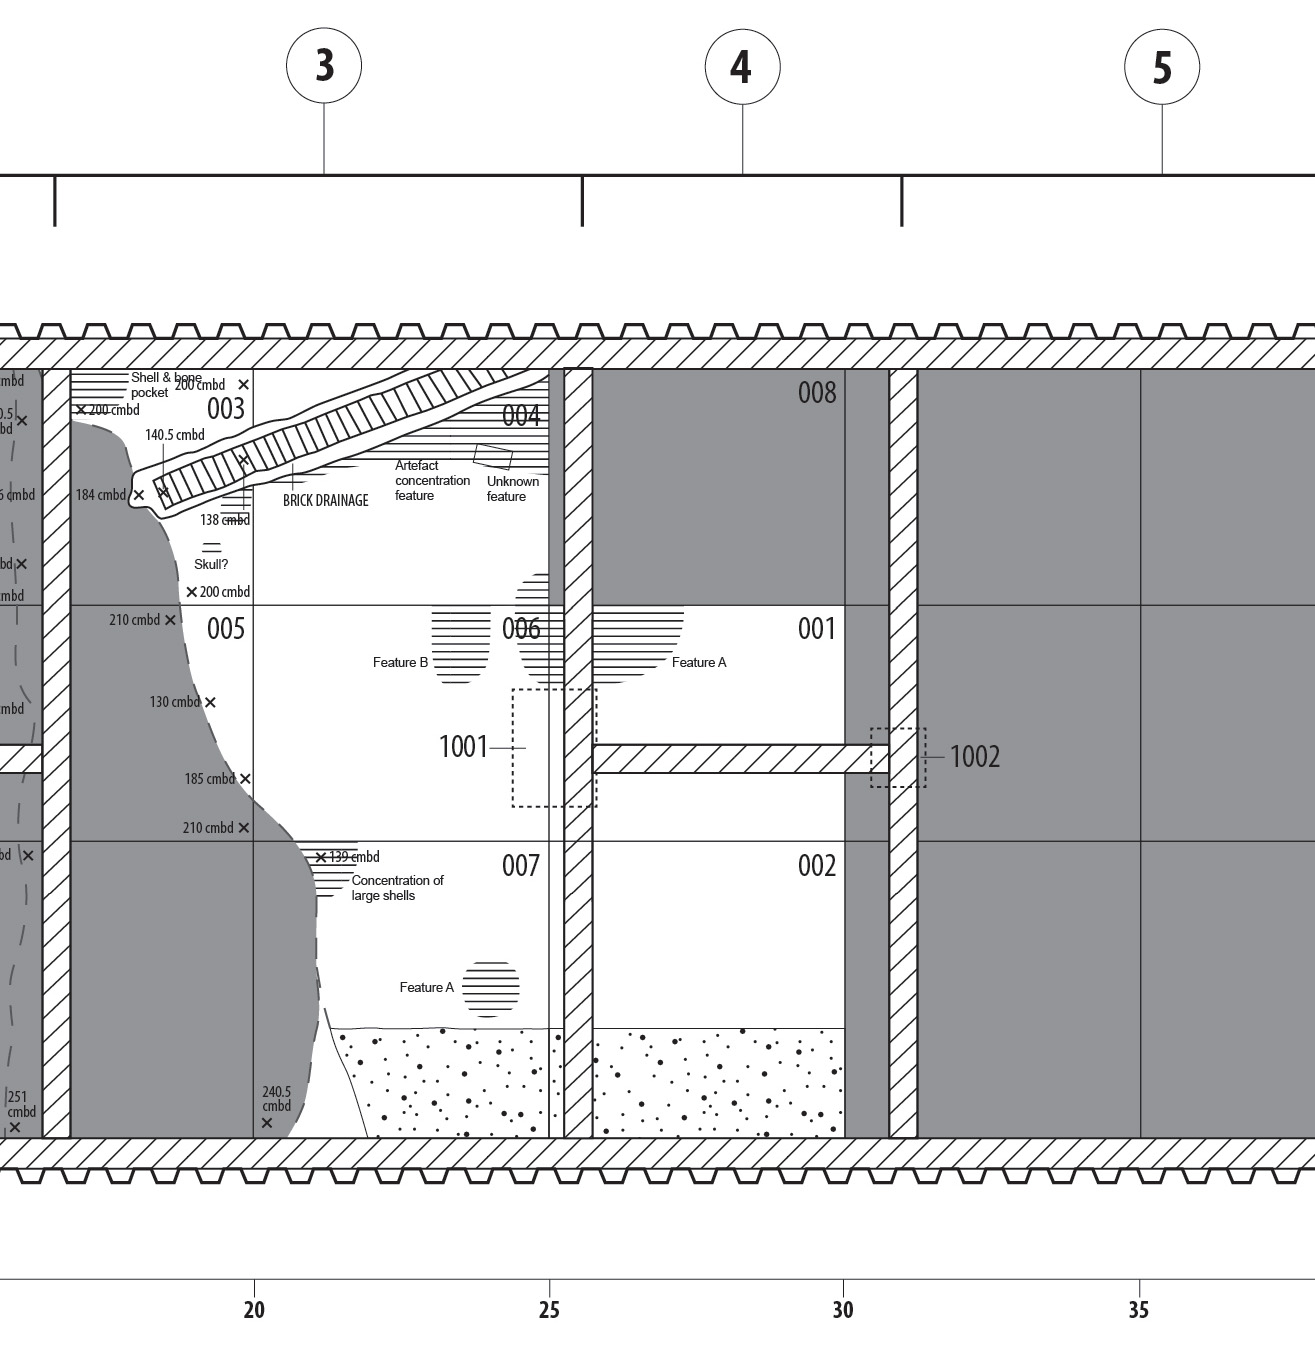 3
4
5
cmbd
Shell & bone
pocket
200 cmbd
200 cmbd
003
004
008
0.5
bd
140.5 cmbd
184 cmbd
6 cmbd
BRICK DRAINAGE
Artefact
concentration
feature
Unknown
feature
138 cmbd
Skull?
bd
200 cmbd
cmbd
210 cmbd
005
006
001
Feature B
Feature A
130 cmbd
cmbd
1001
1002
185 cmbd
210 cmbd
bd
139 cmbd
007
002
Concentration of
large shells
Feature A
251
cmbd
240.5
cmbd
20
25
30
35